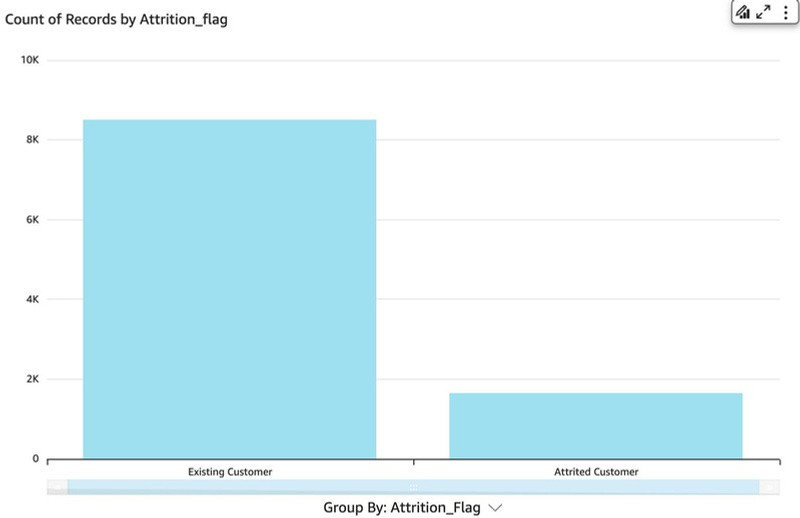 Count of Records by Attrition_flag
10K
8K
6K
4K
2K
0
Existing Customer
Attrited Customer
Group By: Attrition_Flag